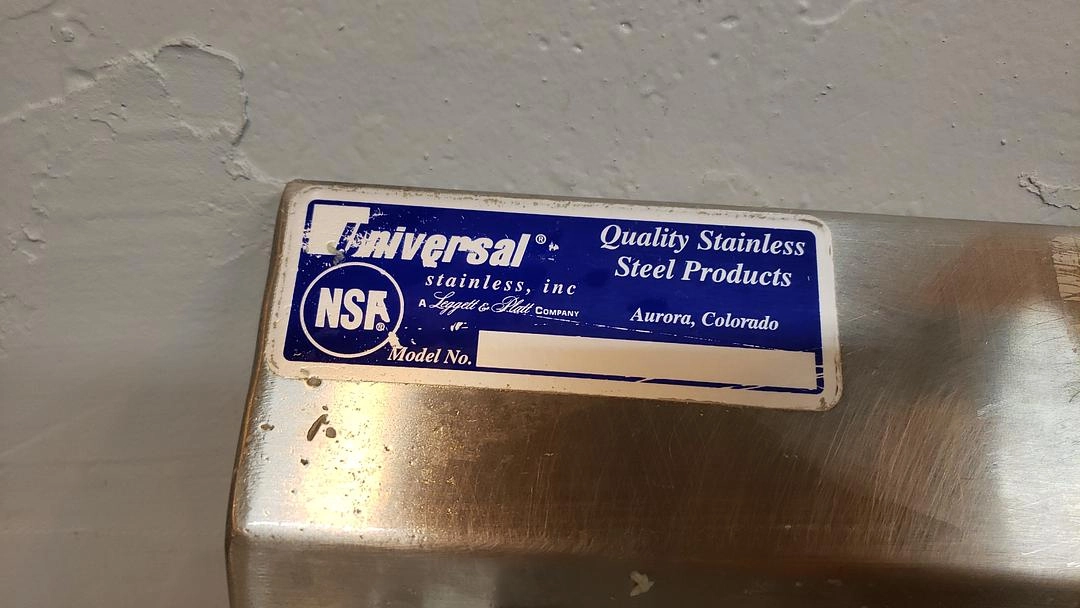 Universal®
stainless, inc
A Leggett & Platt COMPANY
NSF®
Model No.
Quality Stainless
Steel Products
Aurora, Colorado